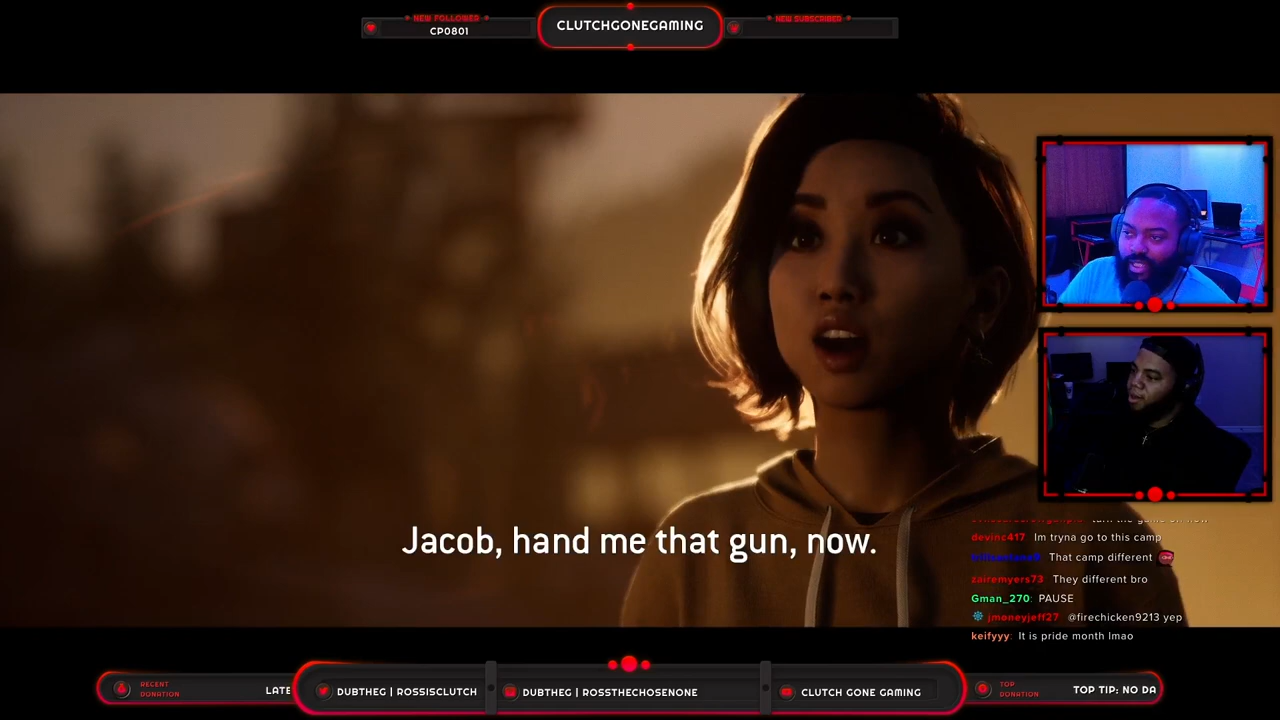 NEW FOLLOWER
CP0801
CLUTCHGONEGAMING
NEW SUBSCRIBER
Jacob, hand me that gun, now.
devinc417 Im tryna go to this camp
That camp different
zairemyers73 They different bro
Gman_270: PAUSE
jmoneyjeff27 @firechicken9213 yep
keifyyy: It is pride month lmao
RECENT
DONATION
LATE
DUBTHEG | ROSSISCLUTCH
DUBTHEG | ROSSTHECHOSENONE
CLUTCH GONE GAMING
TOP
DONATION
TOP TIP: NO DA